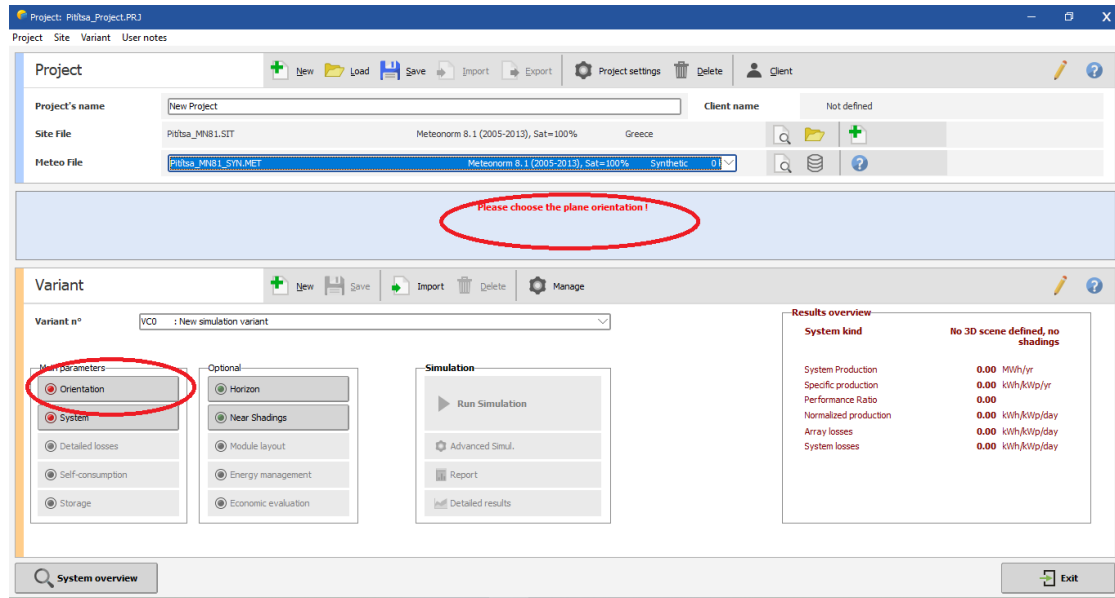 Project: Pitítsa_Project.PRJ
Project Site Variant User notes
Project New Load Save Import Export Project settings Delete Client
Project's name New Project Client name Not defined
Site File Pitítsa_MN81.SIT Meteonorm 8.1 (2005-2013), Sat=100% Greece
Meteo File Pitítsa_MN81_SYN.MET Meteonorm 8.1 (2005-2013), Sat=100% Synthetic 0
Please choose the plane orientation !
Variant New Save Import Delete Manage
Variant n° VC0 : New simulation variant
Results overview
System kind No 3D scene defined, no
shadings
Main parameters Optional Simulation
Orientation Horizon Run Simulation
System Near Shadings
Detailed losses Module layout Advanced Simul.
Self-consumption Energy management Report
Storage Economic evaluation Detailed results
System Production 0.00 MWh/yr
Specific production 0.00 kWh/kWp/yr
Performance Ratio 0.00
Normalized production 0.00 kWh/kWp/day
Array losses 0.00 kWh/kWp/day
System losses 0.00 kWh/kWp/day
System overview Exit